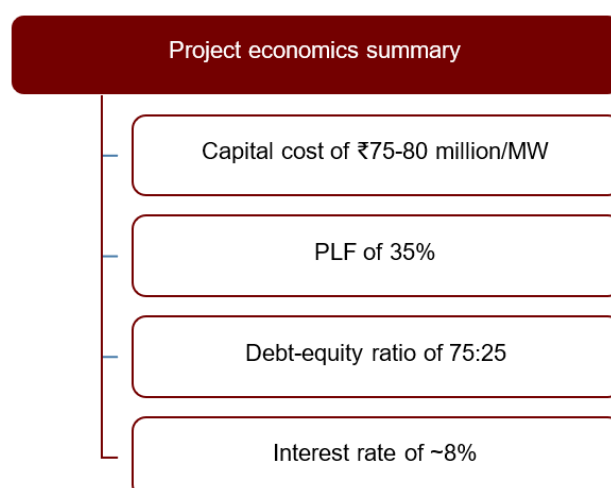 Project economics summary
Capital cost of ₹75-80 million/MW
PLF of 35%
Debt-equity ratio of 75:25
Interest rate of ~8%